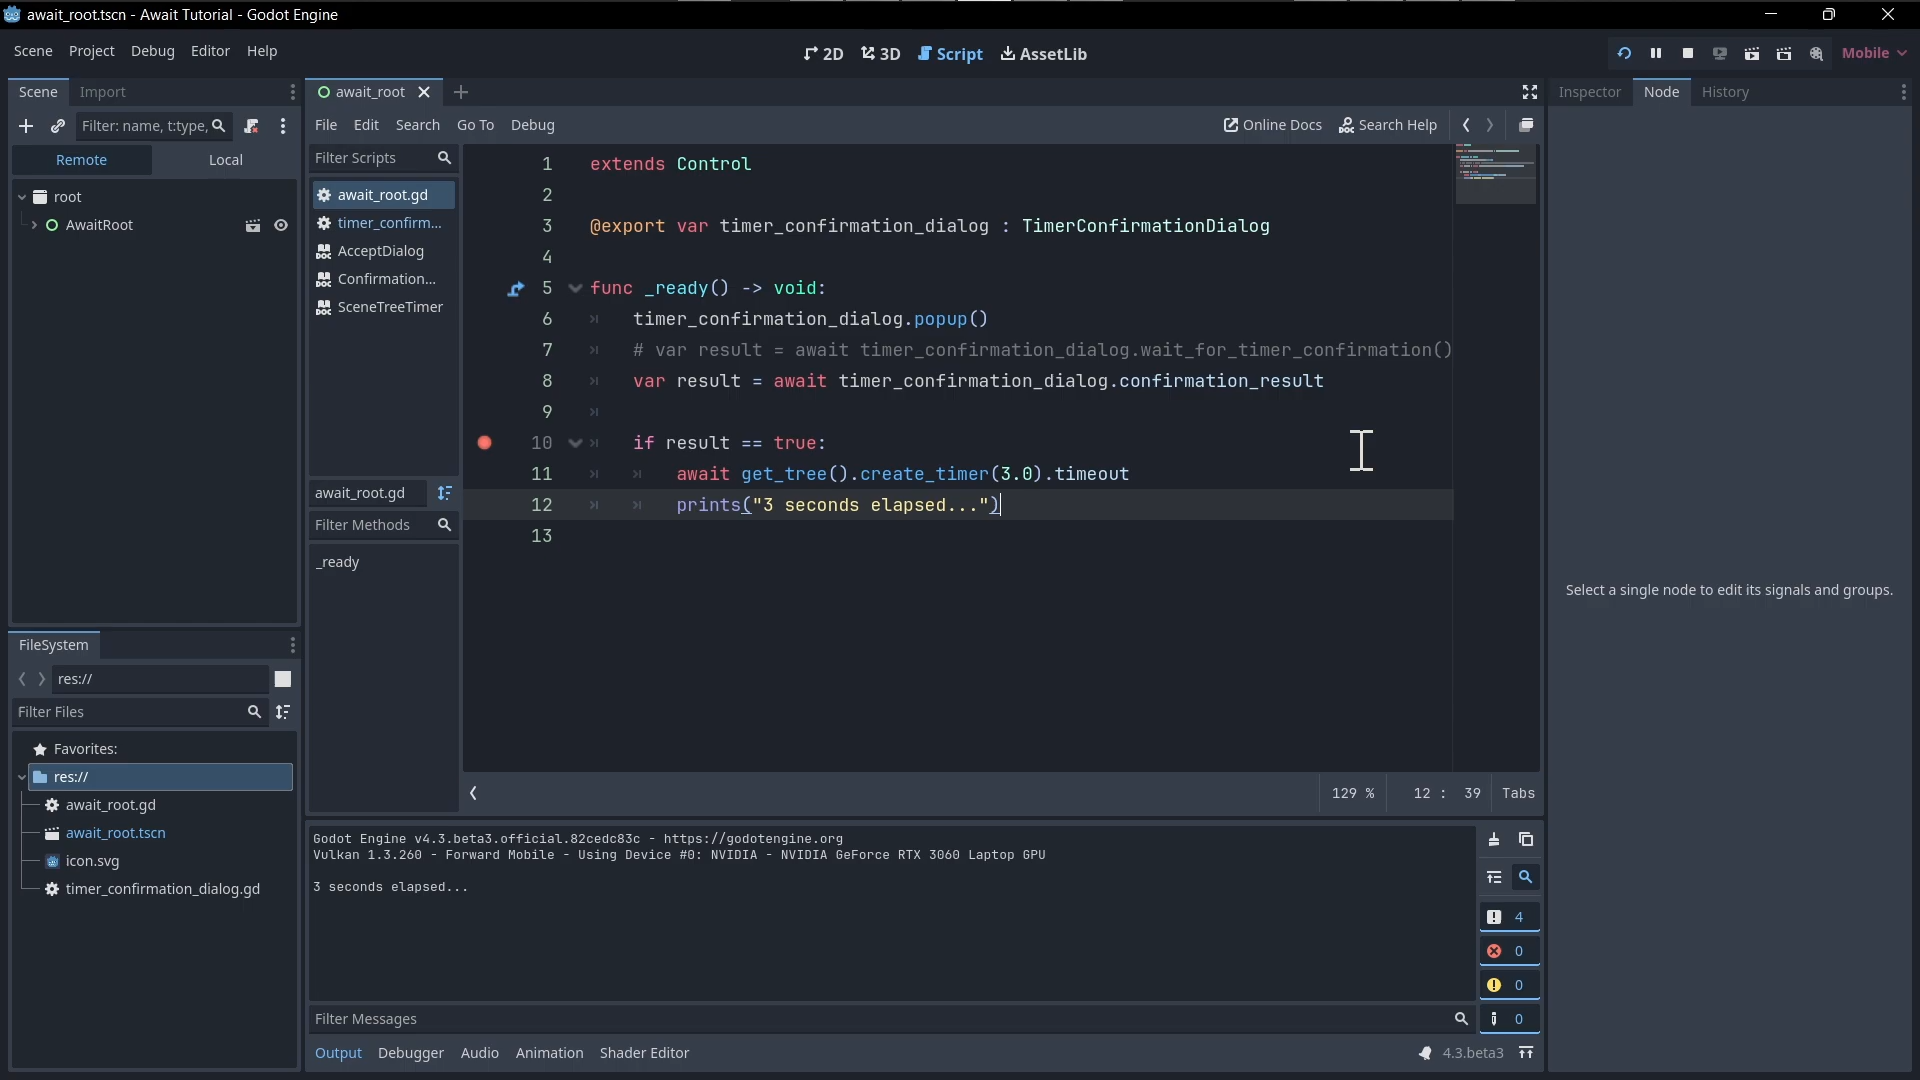 await_root.tscn - Await Tutorial - Godot Engine
Scene Project Debug Editor Help
2D 3D Script AssetLib
Mobile
Scene Import
Filter: name, t:type,
Remote Local
root
AwaitRoot
FileSystem
res://
Filter Files
Favorites:
res://
await_root.gd
await_root.tscn
icon.svg
timer_confirmation_dialog.gd
await_root
File Edit Search Go To Debug
Online Docs Search Help
Filter Scripts
await_root.gd
timer_confirm...
AcceptDialog
Confirmation...
SceneTreeTimer
await_root.gd
Filter Methods
_ready
1 extends Control
2
3 @export var timer_confirmation_dialog : TimerConfirmationDialog
4
5 func _ready() -> void:
6 timer_confirmation_dialog.popup()
7 # var result = await timer_confirmation_dialog.wait_for_timer_confirmation()
8 var result = await timer_confirmation_dialog.confirmation_result
9
10 if result == true:
11 await get_tree().create_timer(3.0).timeout
12 prints("3 seconds elapsed...")
13
129 % 12 : 39 Tabs
Godot Engine v4.3.beta3.official.82cedc83c - https://godotengine.org
Vulkan 1.3.260 - Forward Mobile - Using Device #0: NVIDIA - NVIDIA GeForce RTX 3060 Laptop GPU
3 seconds elapsed...
4
0
0
0
Filter Messages
Output Debugger Audio Animation Shader Editor
4.3.beta3
Inspector Node History
Select a single node to edit its signals and groups.